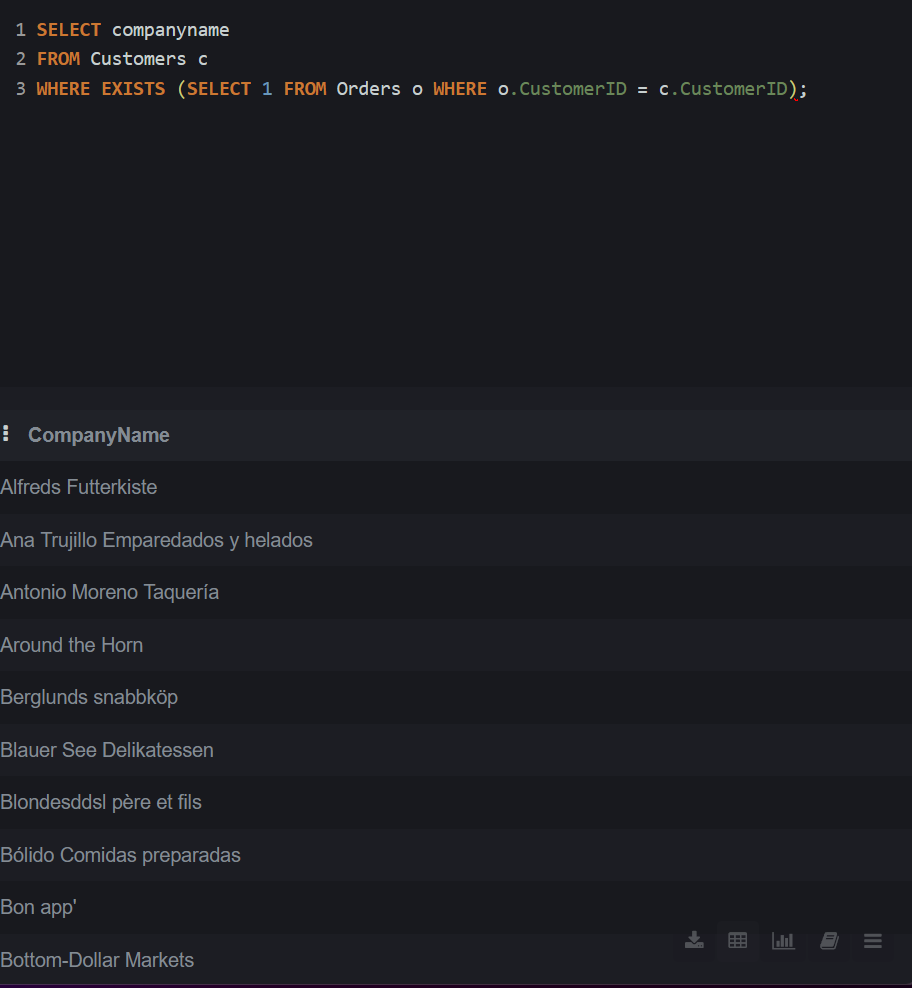 1 SELECT companyname
2 FROM Customers c
3 WHERE EXISTS (SELECT 1 FROM Orders o WHERE o.CustomerID = c.CustomerID);
CompanyName
Alfreds Futterkiste
Ana Trujillo Emparedados y helados
Antonio Moreno Taquería
Around the Horn
Berglunds snabbköp
Blauer See Delikatessen
Blondesddsl père et fils
Bólido Comidas preparadas
Bon app'
Bottom-Dollar Markets